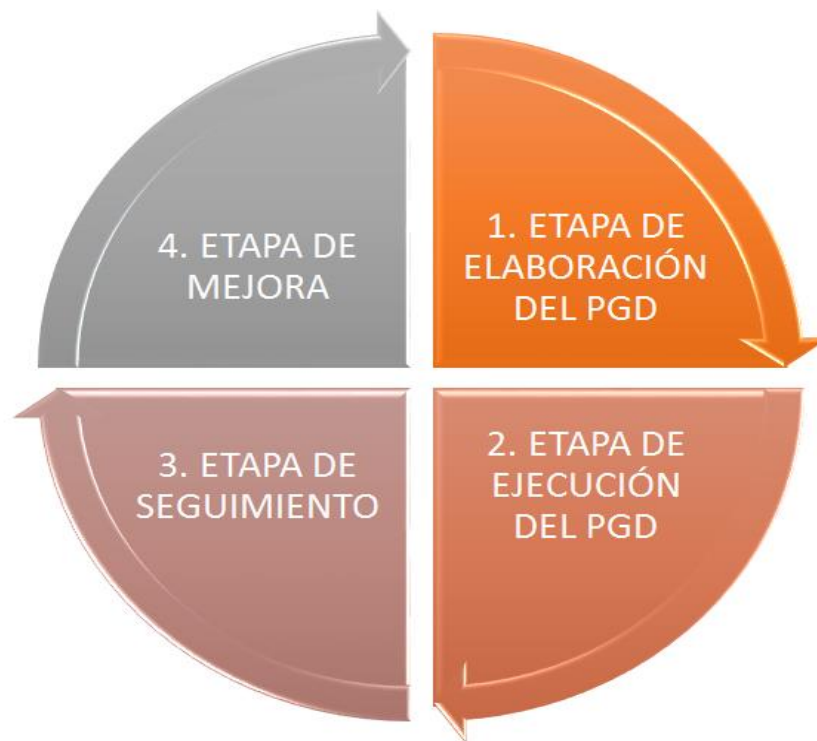 1. ETAPA DE
ELABORACIÓN
DEL PGD
2. ETAPA DE
EJECUCIÓN
DEL PGD
3. ETAPA DE
SEGUIMIENTO
4. ETAPA DE
MEJORA